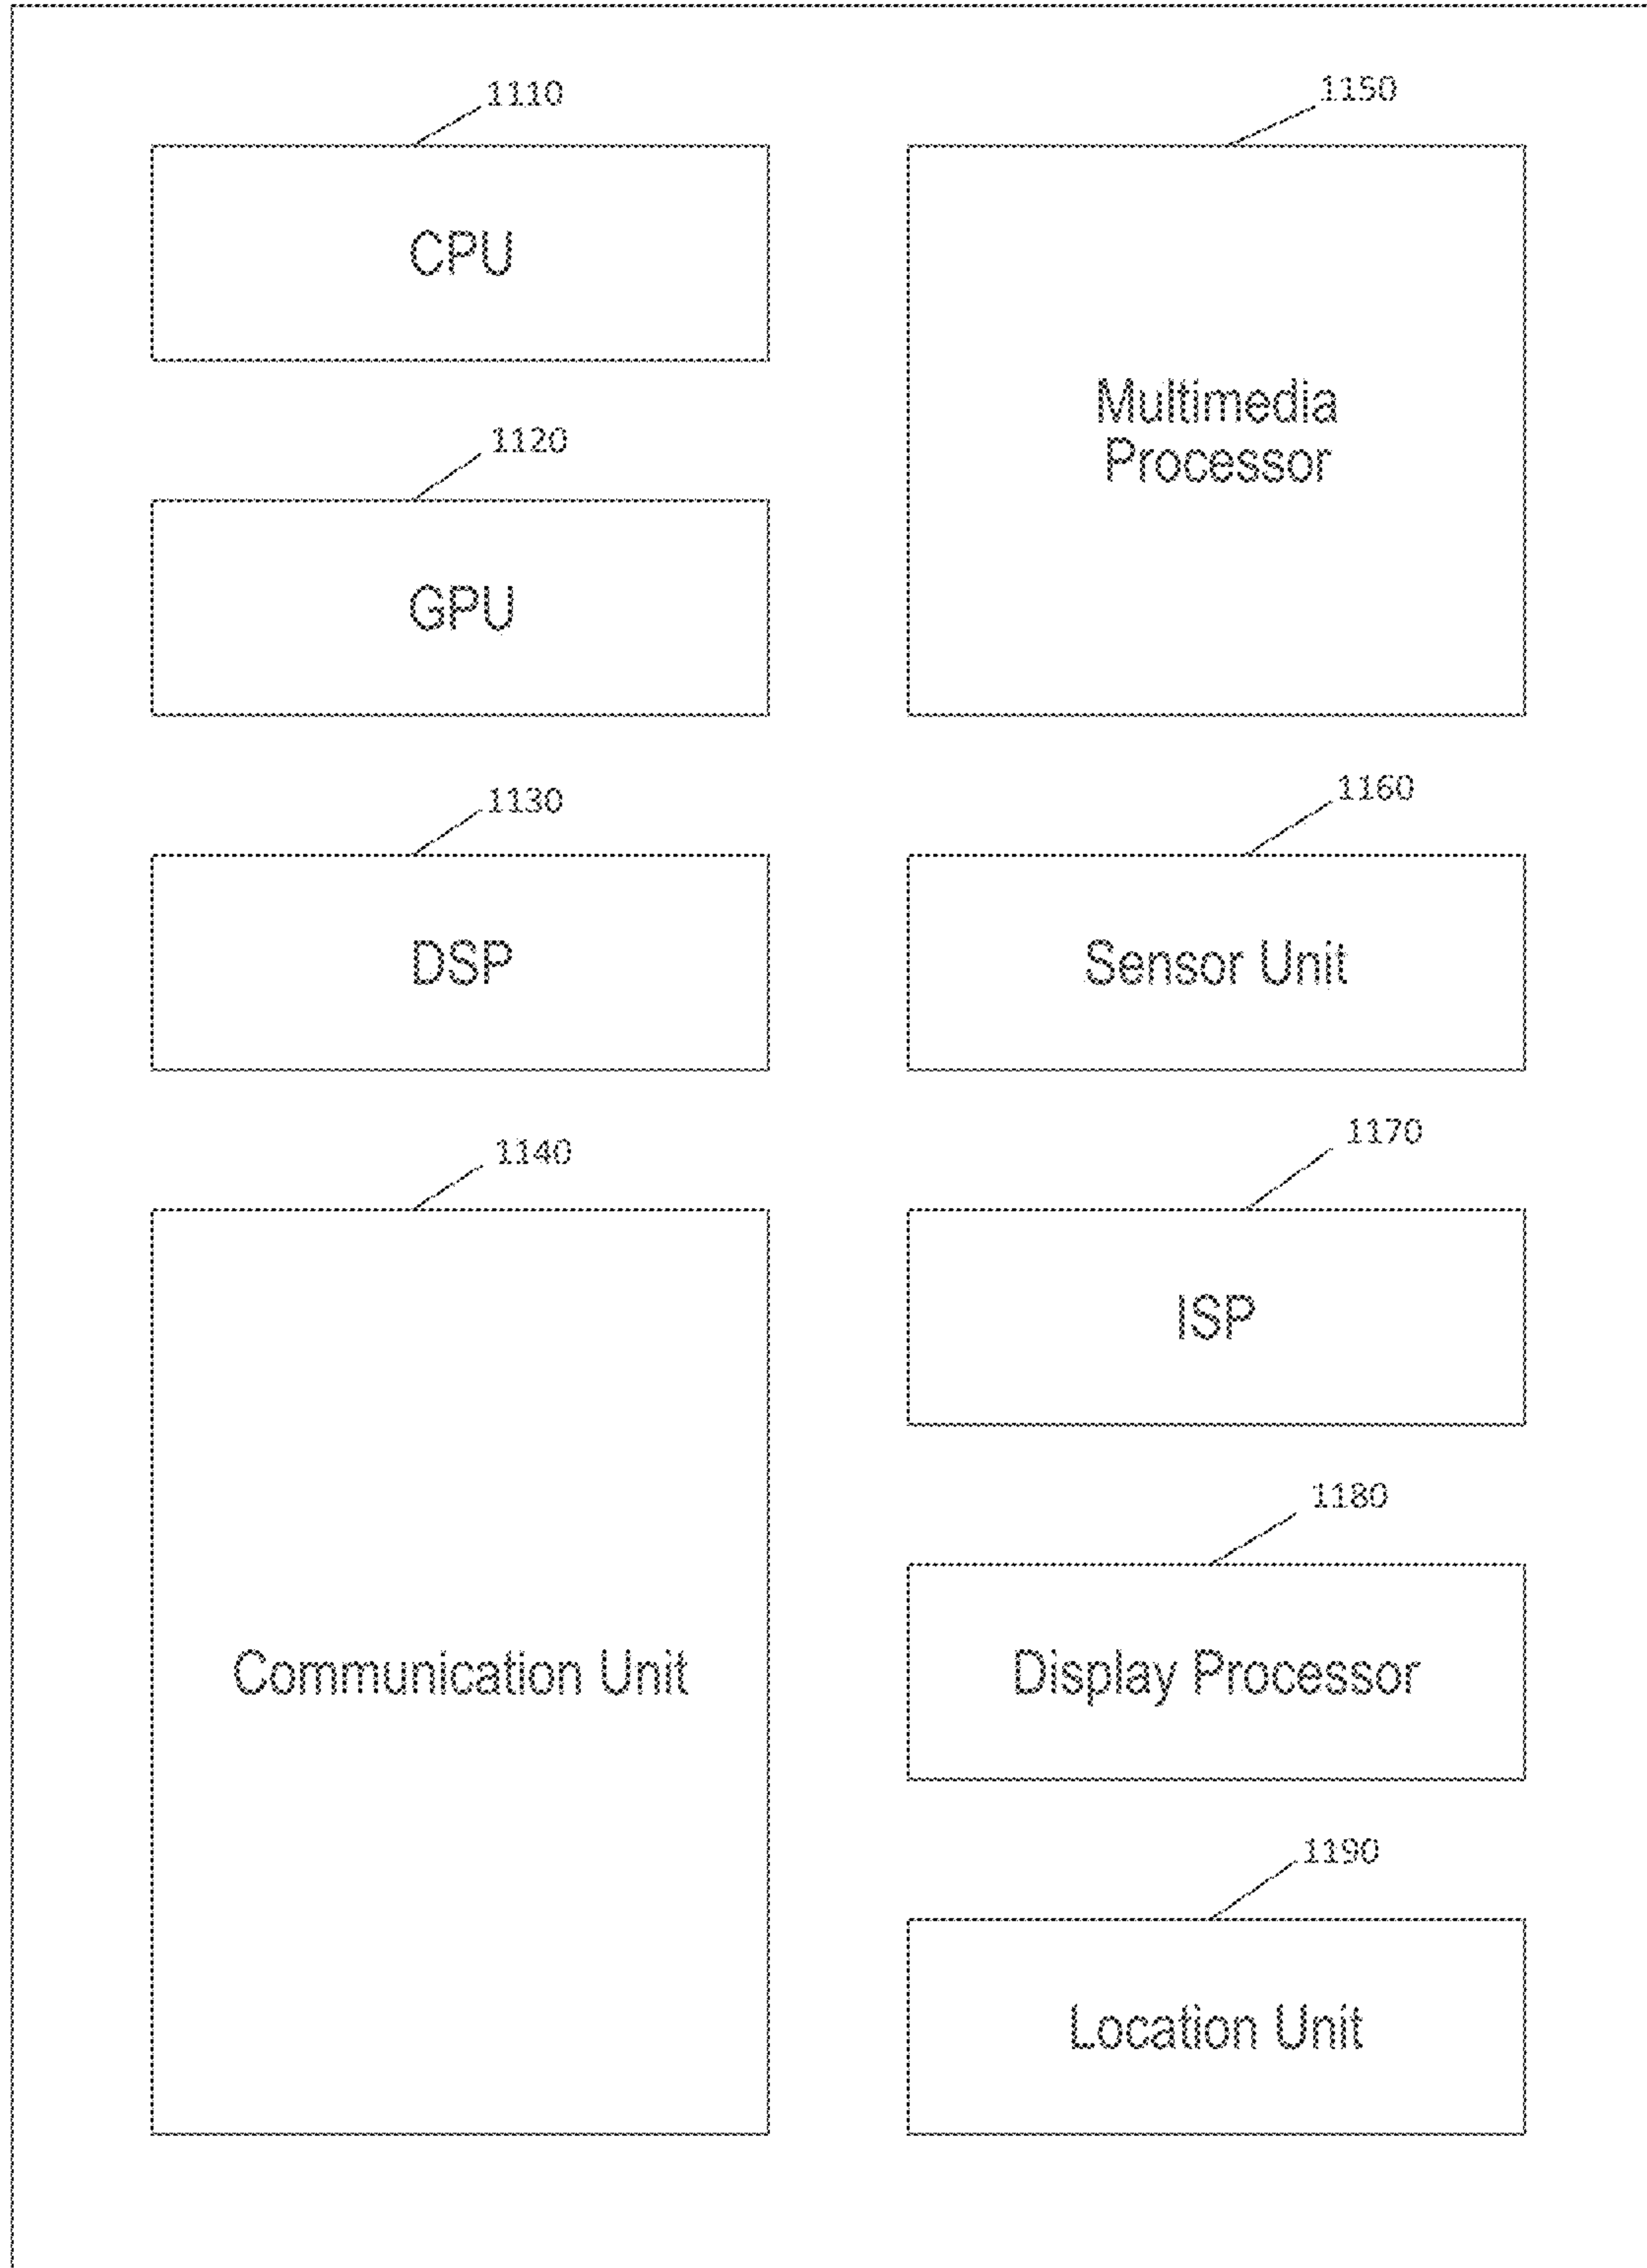 1110
CPU
1120
GPU
1130
DSP
1140
Communication Unit
1150
Multimedia
Processor
1160
Sensor Unit
1170
ISP
1180
Display Processor
1190
Location Unit